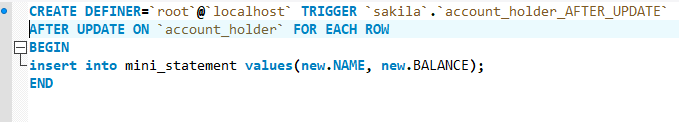 CREATE DEFINER=`root`@`localhost` TRIGGER `sakila`.`account_holder_AFTER_UPDATE`
AFTER UPDATE ON `account_holder` FOR EACH ROW
BEGIN
insert into mini_statement values(new.NAME, new.BALANCE);
END